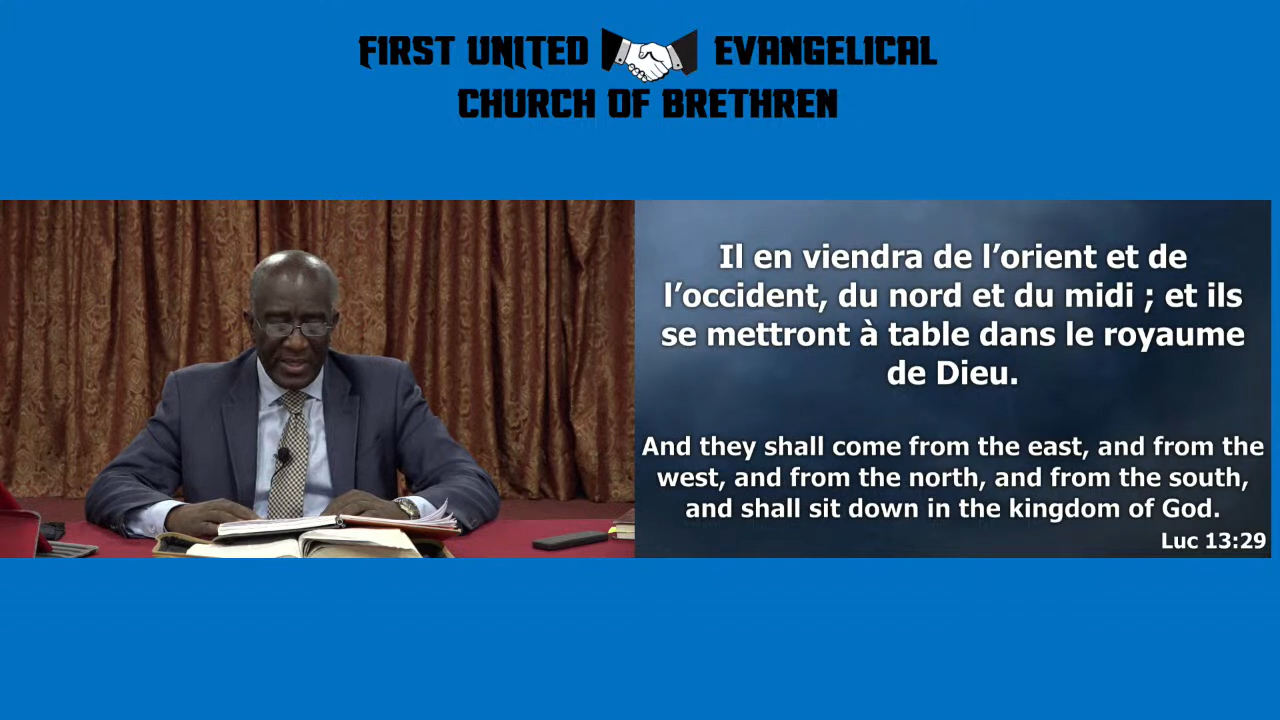 FIRST UNITED EVANGELICAL
CHURCH OF BRETHREN
Il en viendra de l’orient et de
l’occident, du nord et du midi ; et ils
se mettront à table dans le royaume
de Dieu.
And they shall come from the east, and from the
west, and from the north, and from the south,
and shall sit down in the kingdom of God.
Luc 13:29